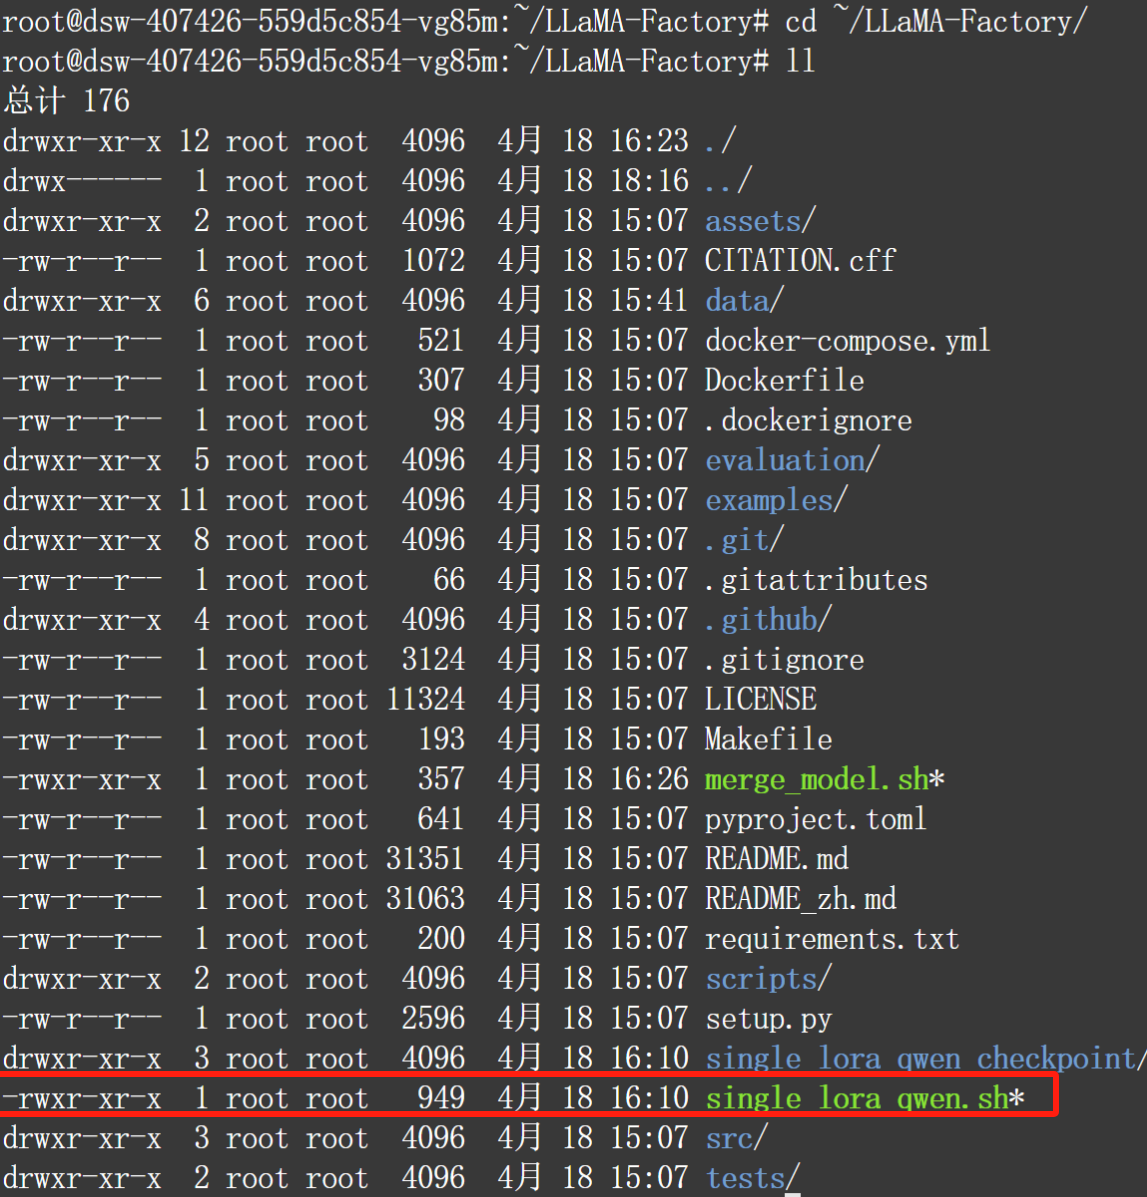 root@dsw-407426-559d5c854-vg85m:~/LLaMA-Factory# cd ~/LLaMA-Factory/
root@dsw-407426-559d5c854-vg85m:~/LLaMA-Factory# ll
总计 176
drwxr-xr-x 12 root root  4096  4月 18 16:23 ./
drwx------  1 root root  4096  4月 18 18:16 ../
drwxr-xr-x  2 root root  4096  4月 18 15:07 assets/
-rw-r--r--  1 root root  1072  4月 18 15:07 CITATION.cff
drwxr-xr-x  6 root root  4096  4月 18 15:41 data/
-rw-r--r--  1 root root   521  4月 18 15:07 docker-compose.yml
-rw-r--r--  1 root root   307  4月 18 15:07 Dockerfile
-rw-r--r--  1 root root    98  4月 18 15:07 .dockerignore
drwxr-xr-x  5 root root  4096  4月 18 15:07 evaluation/
drwxr-xr-x 11 root root  4096  4月 18 15:07 examples/
drwxr-xr-x  8 root root  4096  4月 18 15:07 .git/
-rw-r--r--  1 root root    66  4月 18 15:07 .gitattributes
drwxr-xr-x  4 root root  4096  4月 18 15:07 .github/
-rw-r--r--  1 root root  3124  4月 18 15:07 .gitignore
-rw-r--r--  1 root root 11324  4月 18 15:07 LICENSE
-rw-r--r--  1 root root   193  4月 18 15:07 Makefile
-rwxr-xr-x  1 root root   357  4月 18 16:26 merge_model.sh*
-rw-r--r--  1 root root   641  4月 18 15:07 pyproject.toml
-rw-r--r--  1 root root 31351  4月 18 15:07 README.md
-rw-r--r--  1 root root 31063  4月 18 15:07 README_zh.md
-rw-r--r--  1 root root   200  4月 18 15:07 requirements.txt
drwxr-xr-x  2 root root  4096  4月 18 15:07 scripts/
-rw-r--r--  1 root root  2596  4月 18 15:07 setup.py
drwxr-xr-x  3 root root  4096  4月 18 16:10 single_lora_qwen_checkpoint/
-rwxr-xr-x  1 root root   949  4月 18 16:10 single_lora_qwen.sh*
drwxr-xr-x  3 root root  4096  4月 18 15:07 src/
drwxr-xr-x  2 root root  4096  4月 18 15:07 tests/